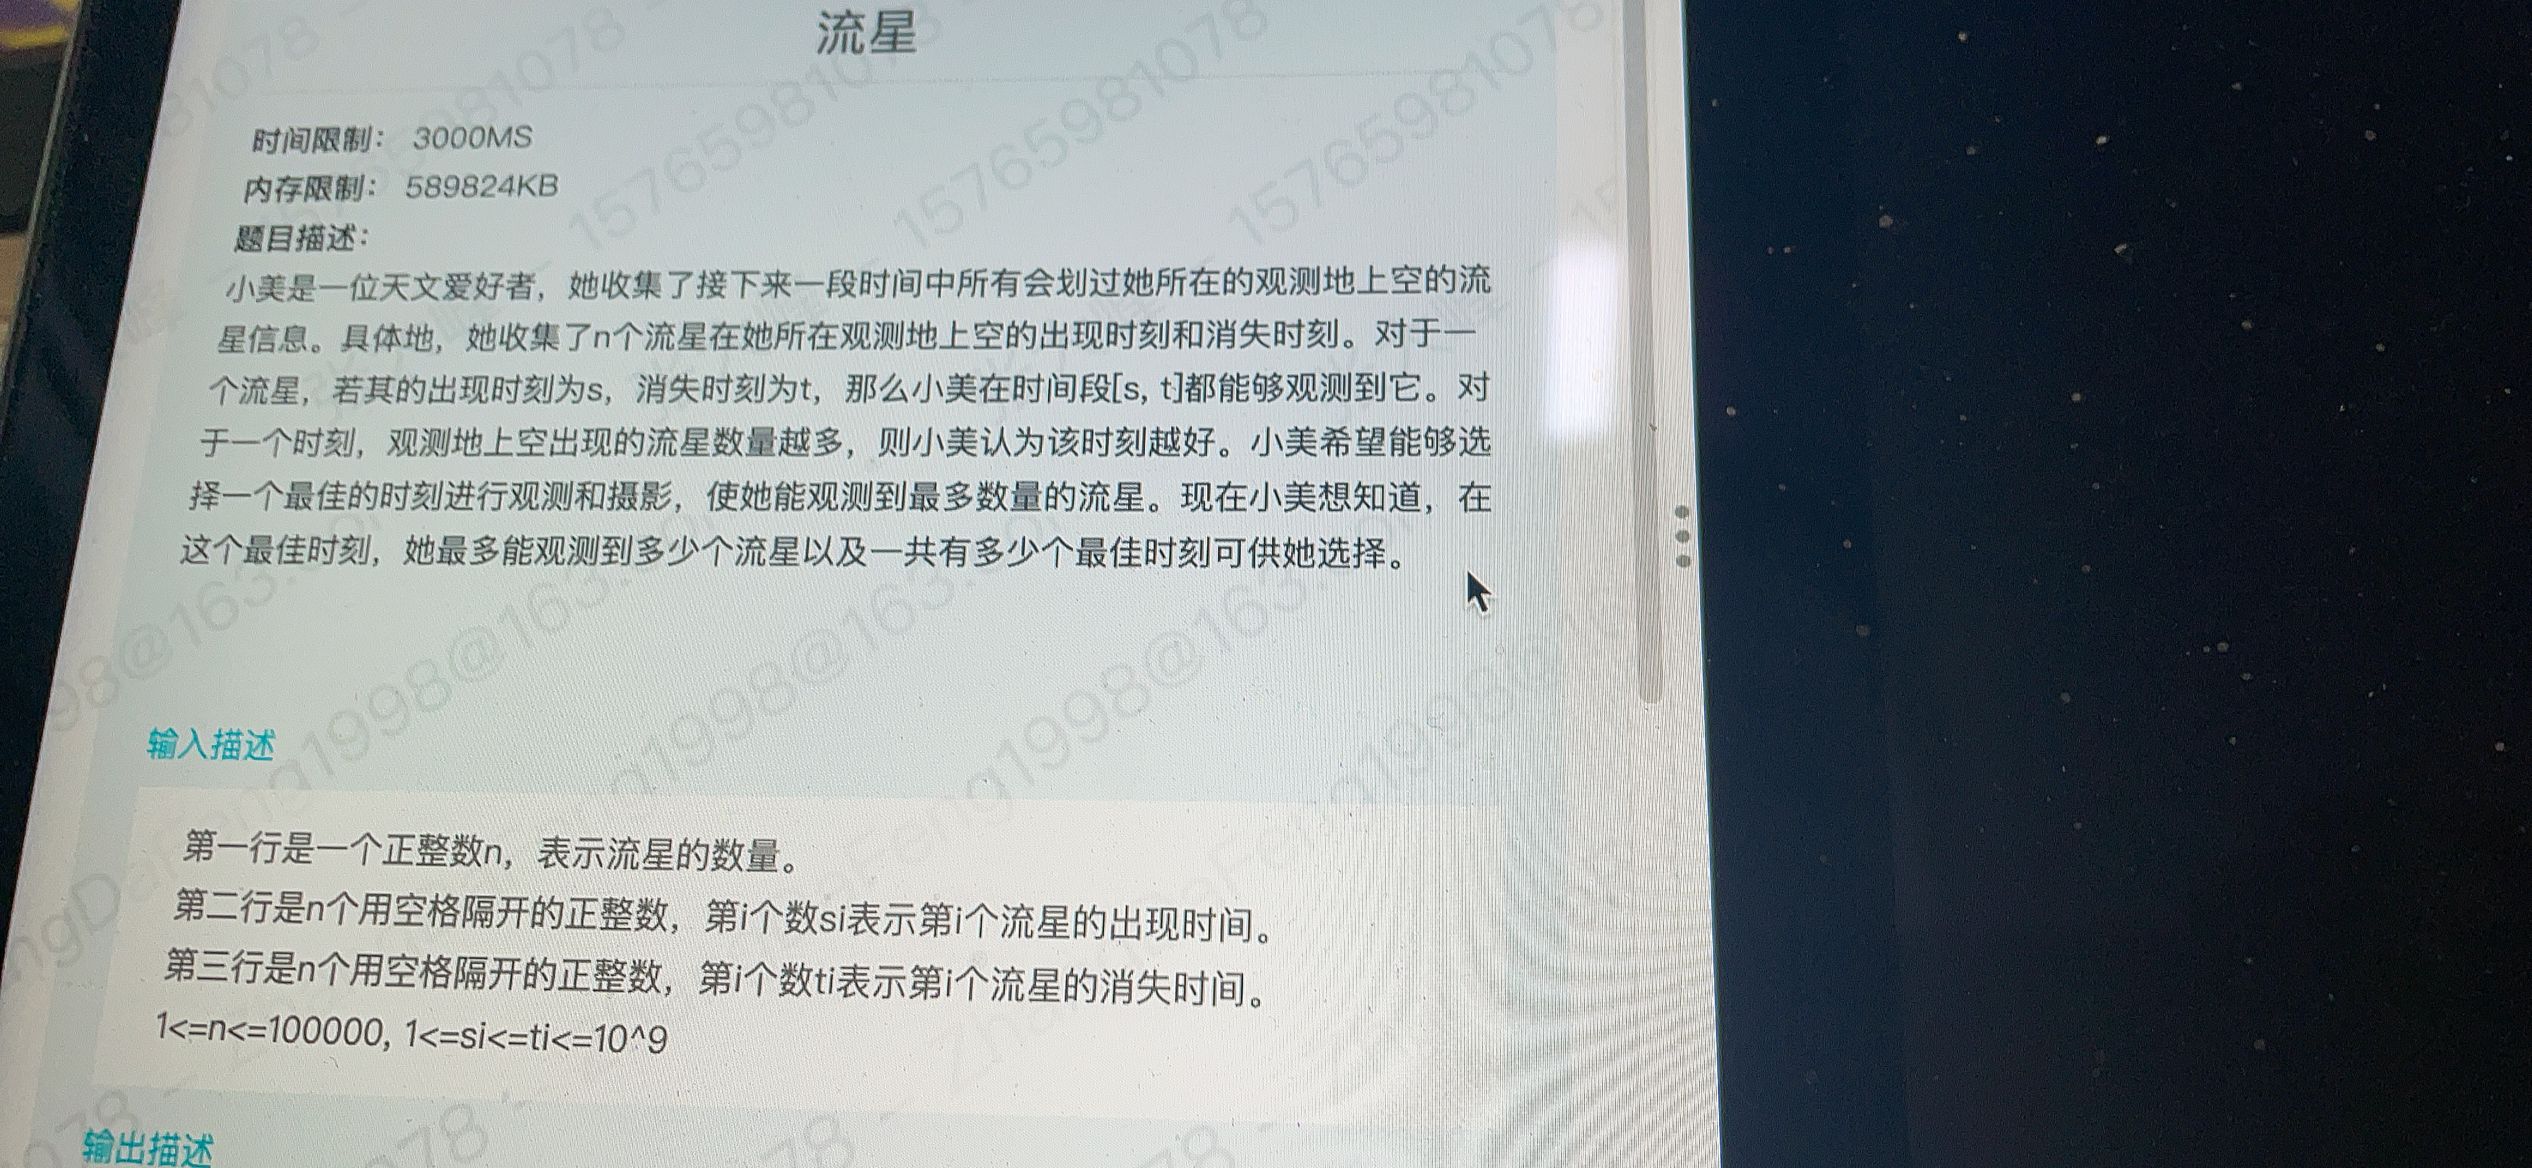 流星
时间限制： 3000MS
内存限制： 589824KB
题目描述：
小美是一位天文爱好者，她收集了接下来一段时间中所有会划过她所在的观测地上空的流
星信息。具体地，她收集了n个流星在她所在观测地上空的出现时刻和消失时刻。对于一
个流星，若其的出现时刻为s，消失时刻为t，那么小美在时间段[s, t]都能够观测到它。对
于一个时刻，观测地上空出现的流星数量越多，则小美认为该时刻越好。小美希望能够选
择一个最佳的时刻进行观测和摄影，使她能观测到最多数量的流星。现在小美想知道，在
这个最佳时刻，她最多能观测到多少个流星以及一共有多少个最佳时刻可供她选择。
输入描述
第一行是一个正整数n，表示流星的数量。
第二行是n个用空格隔开的正整数，第i个数si表示第i个流星的出现时间。
第三行是n个用空格隔开的正整数，第i个数ti表示第i个流星的消失时间。
1<=n<=100000, 1<=si<=ti<=10^9
输出描述